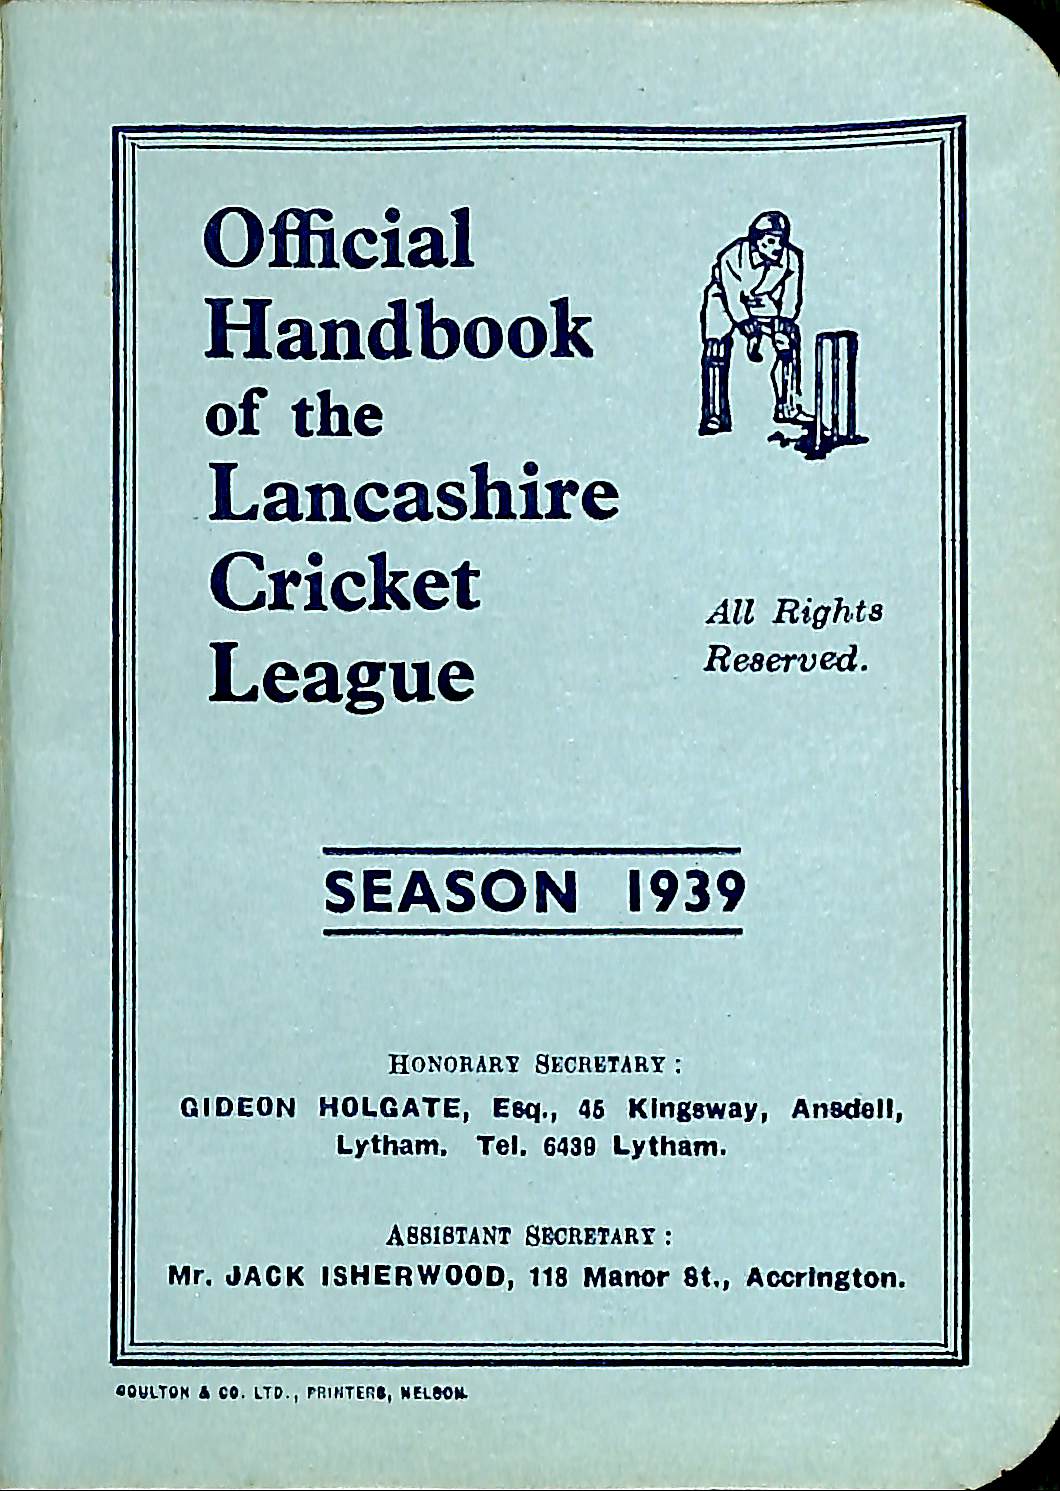 Official
Handbook
of the
Lancashire
Cricket
League
All Rights
Reserved.
SEASON 1939
HONORARY SECRETARY :
GIDEON HOLGATE, Esq., 45 Kingsway, Ansdell,
Lytham. Tel. 6439 Lytham.
ASSISTANT SECRETARY :
Mr. JACK ISHERWOOD, 118 Manor St., Accrington.
COULTON & CO. LTD., PRINTERS, NELSON.